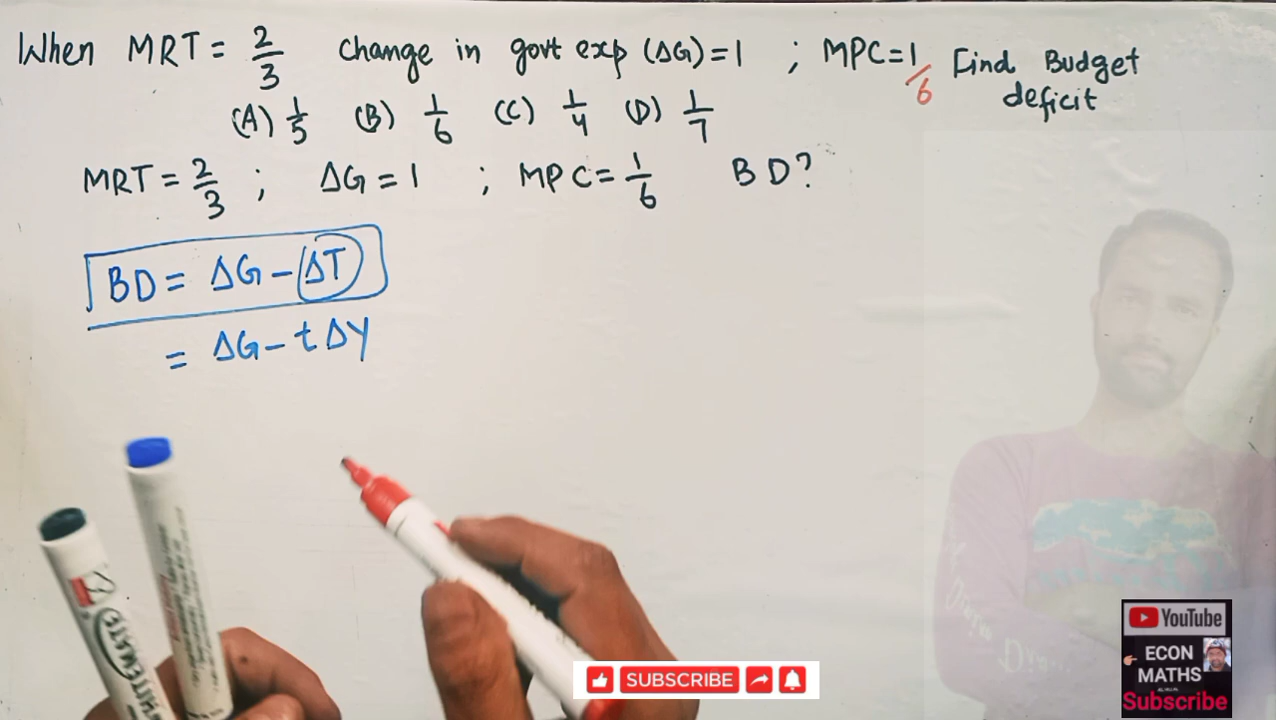 When MRT = 2/3 change in govt exp (ΔG) = 1 ; MPC = 1/6 Find Budget deficit
(A) 1/5 (B) 1/6 (C) 1/4 (D) 1/7
MRT = 2/3 ; ΔG = 1 ; MPC = 1/6 BD?
BD = ΔG - ΔT
= ΔG - tΔY
SUBSCRIBE
YouTube
ECON
MATHS
Subscribe